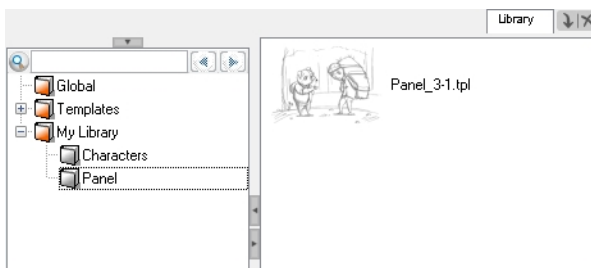 Library
Global
Templates
My Library
Characters
Panel
Panel_3-1.tpl